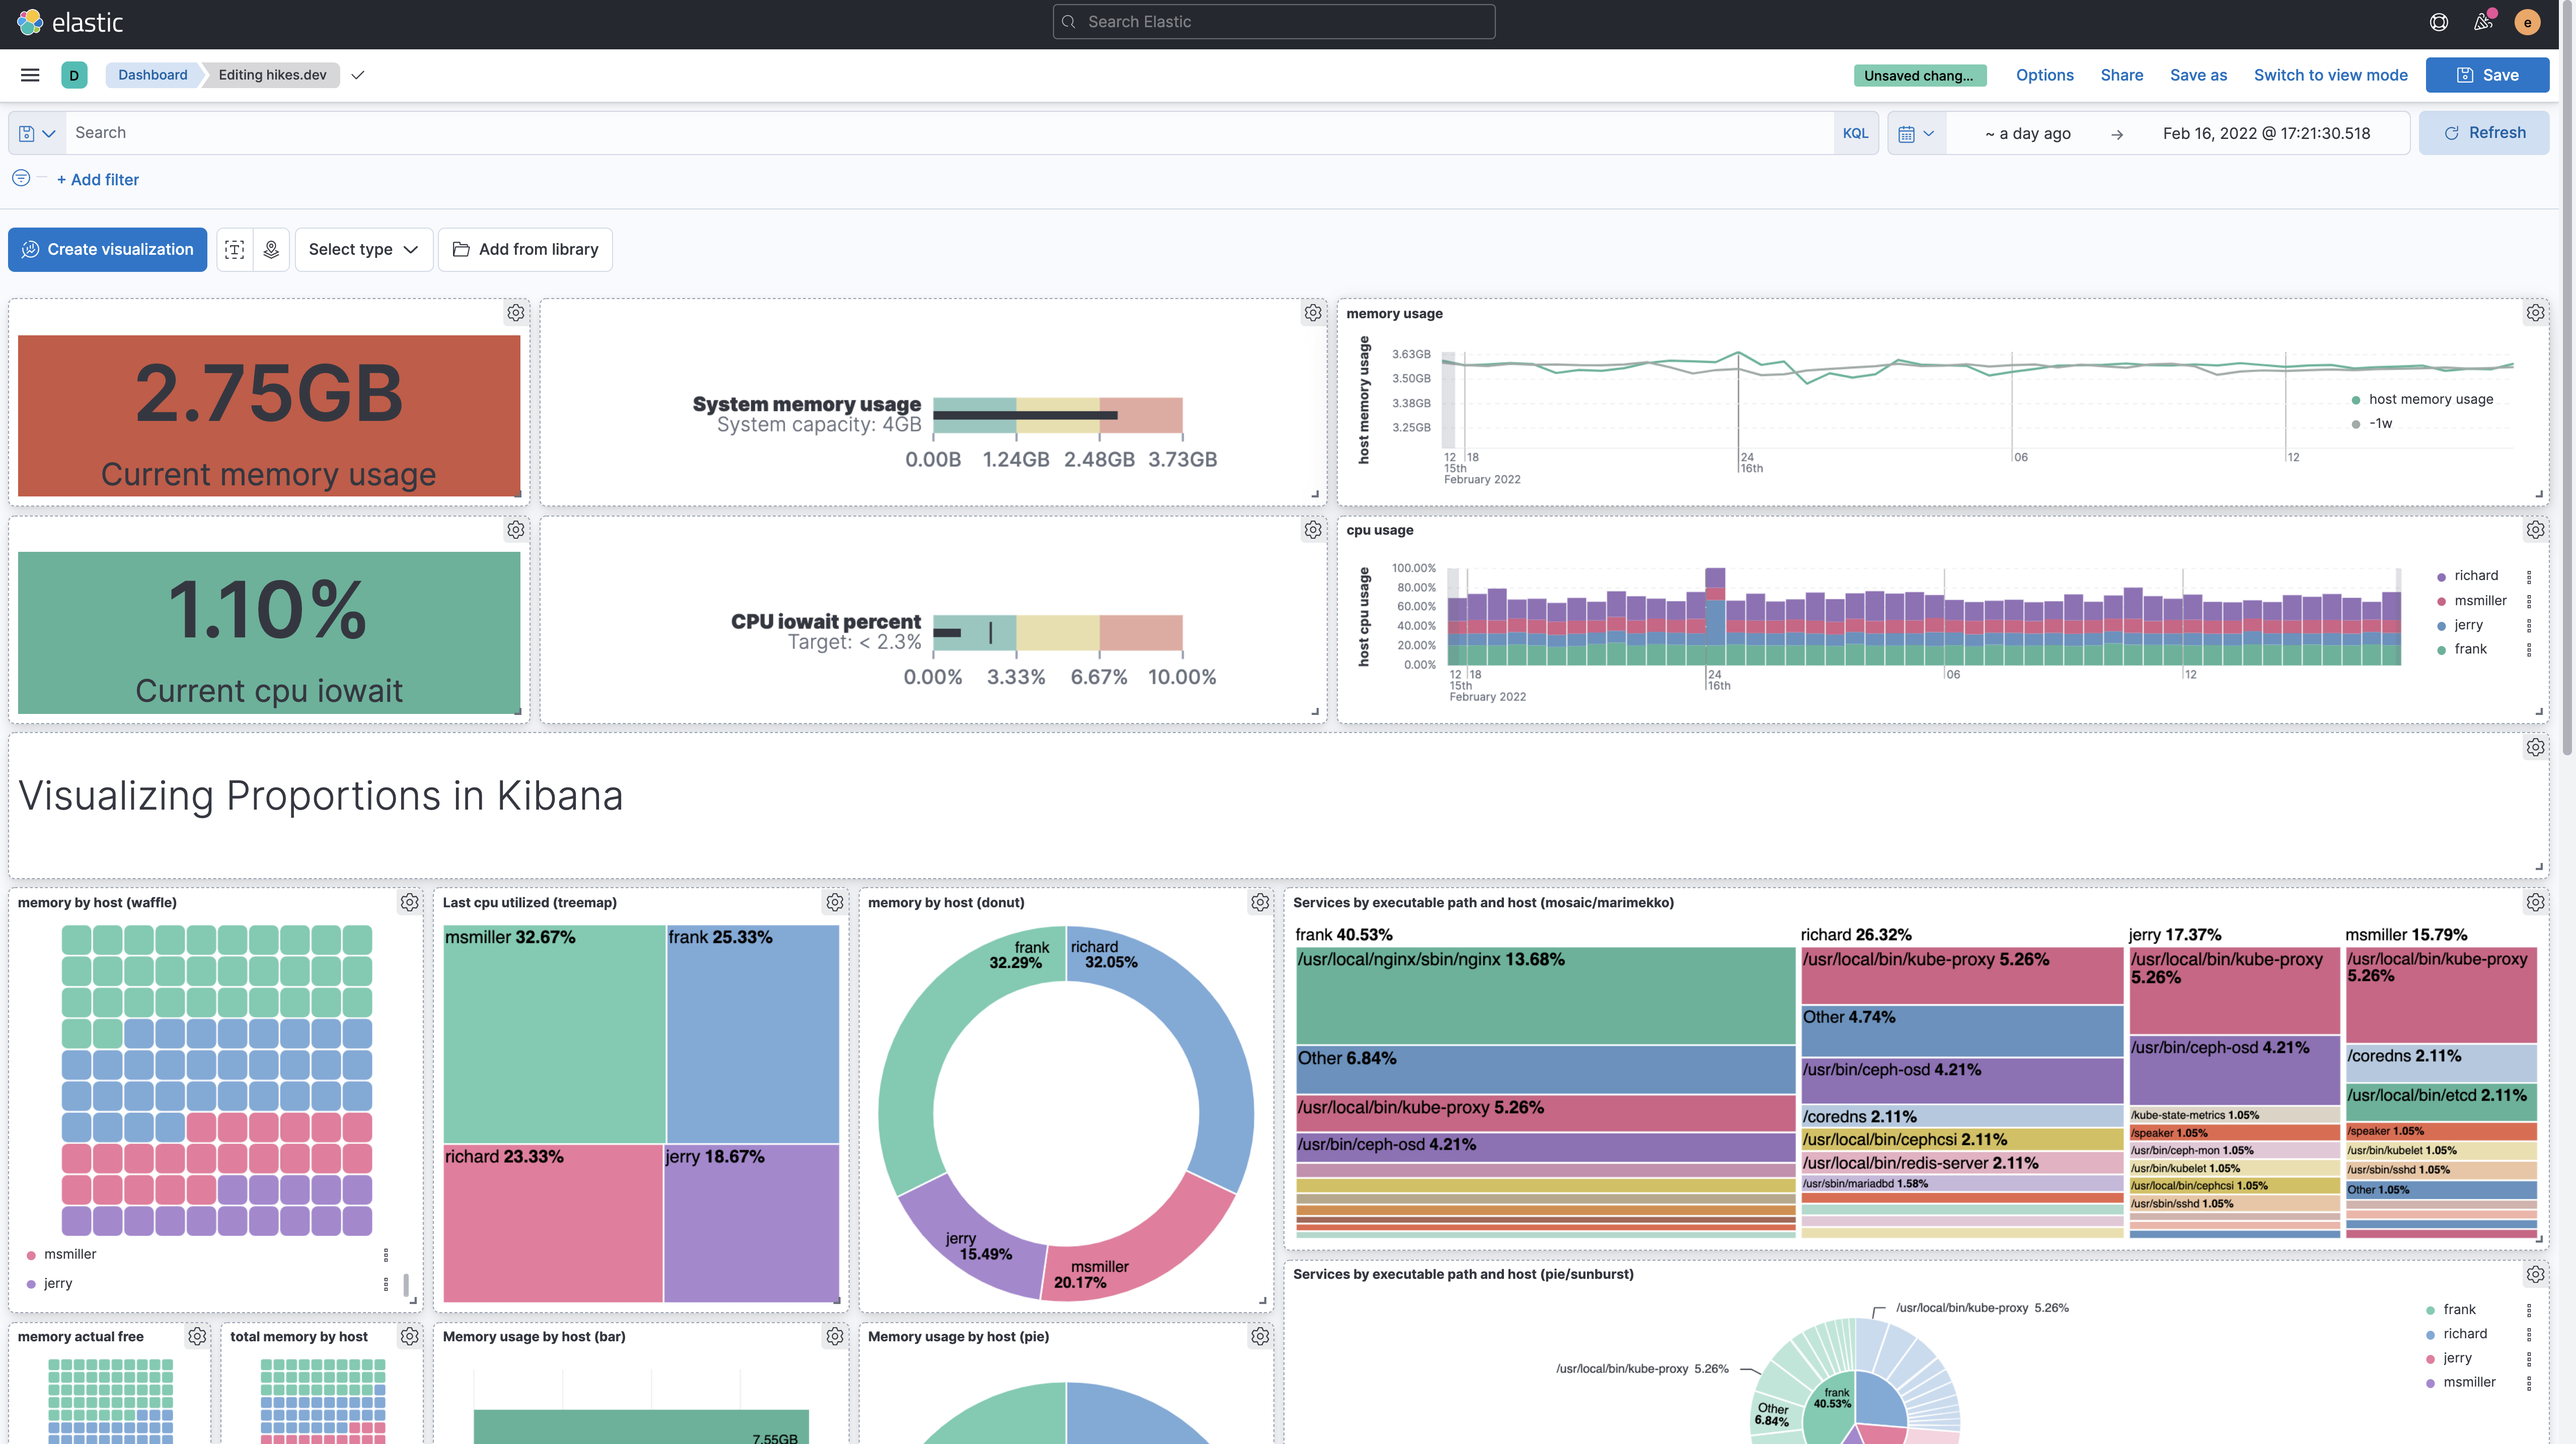 elastic
Search Elastic
e
D
Dashboard
Editing hikes.dev
Unsaved chang...
Options
Share
Save as
Switch to view mode
Save
Search
KQL
~ a day ago
→
Feb 16, 2022 @ 17:21:30.518
Refresh
+ Add filter
Create visualization
Select type
Add from library
2.75GB
Current memory usage
System memory usage
System capacity: 4GB
0.00B
1.24GB
2.48GB
3.73GB
memory usage
host memory usage
3.63GB
3.50GB
3.38GB
3.25GB
12
18
24
06
12
15th
16th
February 2022
host memory usage
-1w
1.10%
Current cpu iowait
CPU iowait percent
Target: < 2.3%
0.00%
3.33%
6.67%
10.00%
cpu usage
host cpu usage
100.00%
80.00%
60.00%
40.00%
20.00%
0.00%
12
18
24
06
12
15th
16th
February 2022
richard
msmiller
jerry
frank
Visualizing Proportions in Kibana
memory by host (waffle)
msmiller
jerry
Last cpu utilized (treemap)
msmiller 32.67%
frank 25.33%
richard 23.33%
jerry 18.67%
memory by host (donut)
frank
32.29%
richard
32.05%
jerry
15.49%
msmiller
20.17%
Services by executable path and host (mosaic/marimekko)
frank 40.53%
/usr/local/nginx/sbin/nginx 13.68%
Other 6.84%
/usr/local/bin/kube-proxy 5.26%
/usr/bin/ceph-osd 4.21%
richard 26.32%
/usr/local/bin/kube-proxy 5.26%
Other 4.74%
/usr/bin/ceph-osd 4.21%
/coredns 2.11%
/usr/local/bin/cephcsi 2.11%
/usr/local/bin/redis-server 2.11%
/usr/sbin/mariadbd 1.58%
jerry 17.37%
/usr/local/bin/kube-proxy
5.26%
/usr/bin/ceph-osd 4.21%
/kube-state-metrics 1.05%
/speaker 1.05%
/usr/bin/ceph-mon 1.05%
/usr/bin/kubelet 1.05%
/usr/local/bin/cephcsi 1.05%
/usr/sbin/sshd 1.05%
msmiller 15.79%
/usr/local/bin/kube-proxy
5.26%
/coredns 2.11%
/usr/local/bin/etcd 2.11%
/speaker 1.05%
/usr/bin/kubelet 1.05%
/usr/sbin/sshd 1.05%
Other 1.05%
memory actual free
total memory by host
Memory usage by host (bar)
7.55GB
Memory usage by host (pie)
Services by executable path and host (pie/sunburst)
/usr/local/bin/kube-proxy 5.26%
/usr/local/bin/kube-proxy 5.26%
frank
40.53%
Other
6.84%
frank
richard
jerry
msmiller